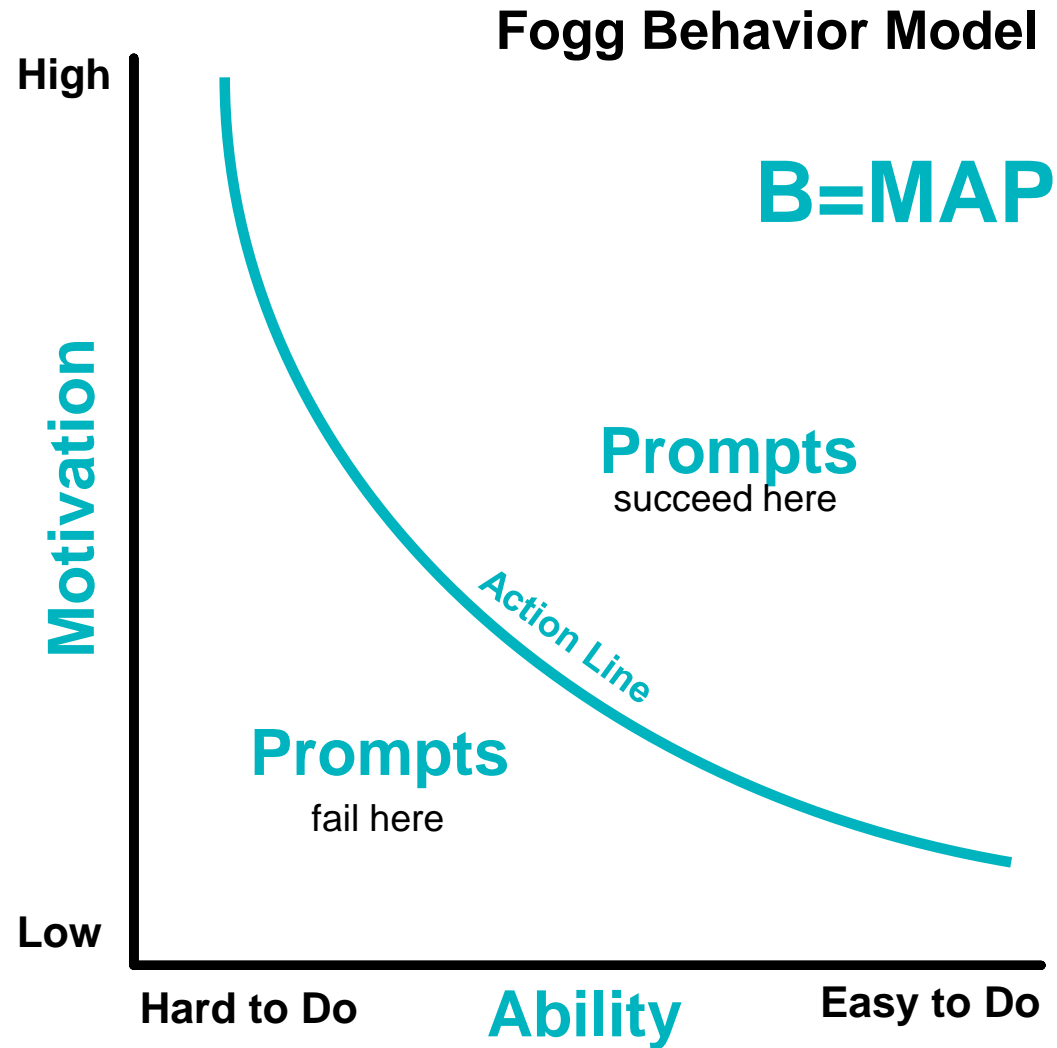 Fogg Behavior Model
High
B=MAP
Motivation
Prompts
succeed here
Action Line
Prompts
fail here
Low
Hard to Do
Ability
Easy to Do